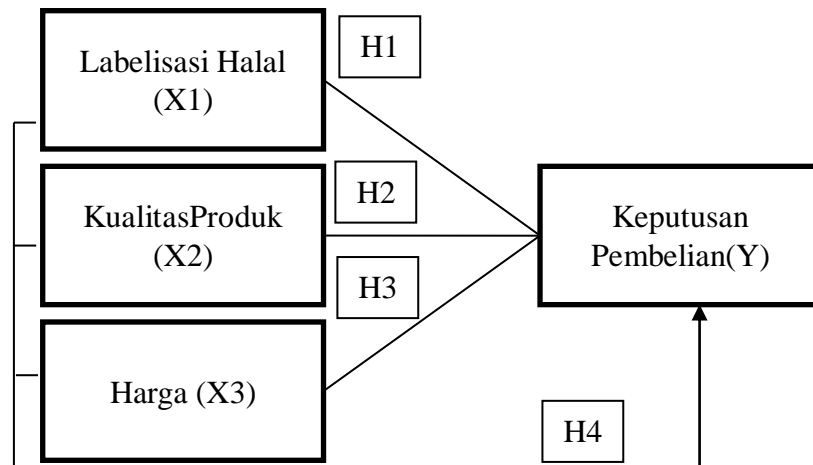 Labelisasi Halal
(X1)
H1
KualitasProduk
(X2)
H2
Keputusan
Pembelian(Y)
H3
Harga (X3)
H4